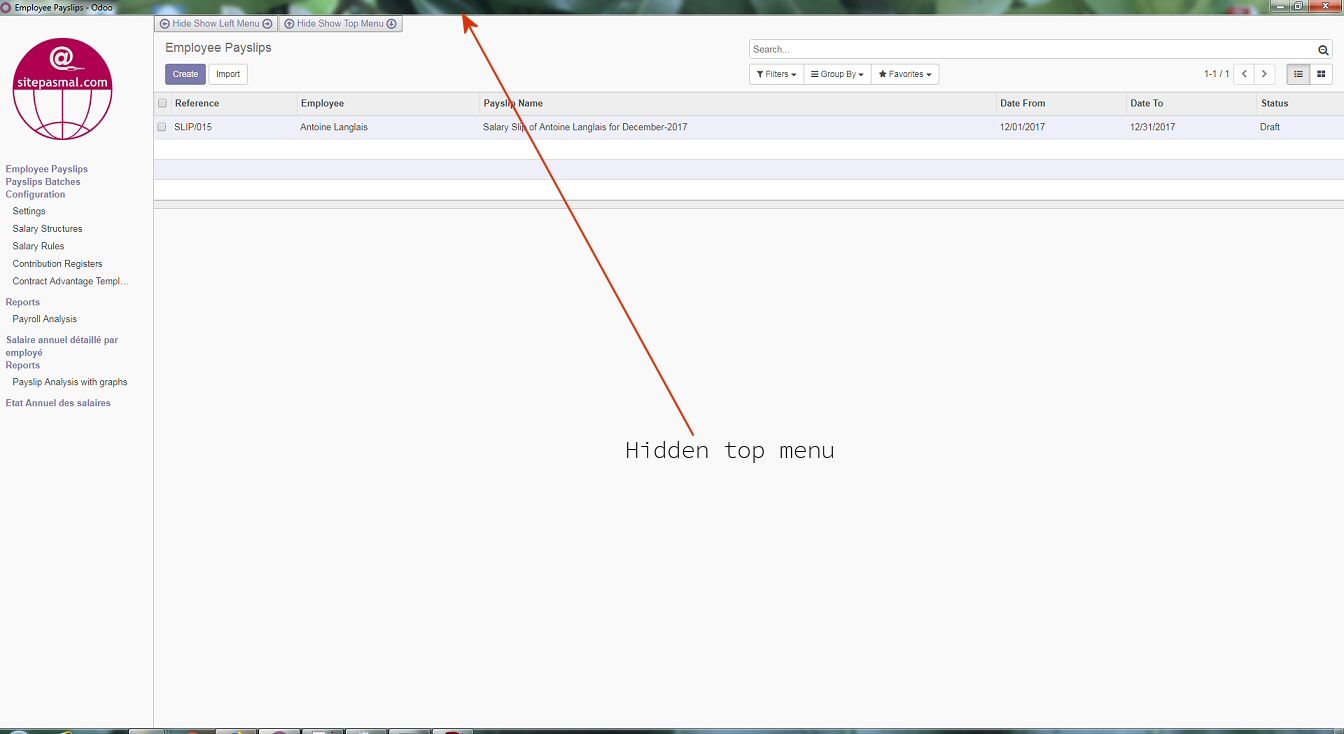 Employee Payslips - Odoo
Hide Show Left Menu
Hide Show Top Menu
@
sitepasmal.com
Employee Payslips
Payslips Batches
Configuration
Settings
Salary Structures
Salary Rules
Contribution Registers
Contract Advantage Templ...
Reports
Payroll Analysis
Salaire annuel détaillé par
employé
Reports
Payslip Analysis with graphs
Etat Annuel des salaires
Employee Payslips
Search...
Create Import
Filters Group By Favorites
1-1 / 1
Reference Employee Payslip Name Date From Date To Status
SLIP/015 Antoine Langlais Salary Slip of Antoine Langlais for December-2017 12/01/2017 12/31/2017 Draft
Hidden top menu